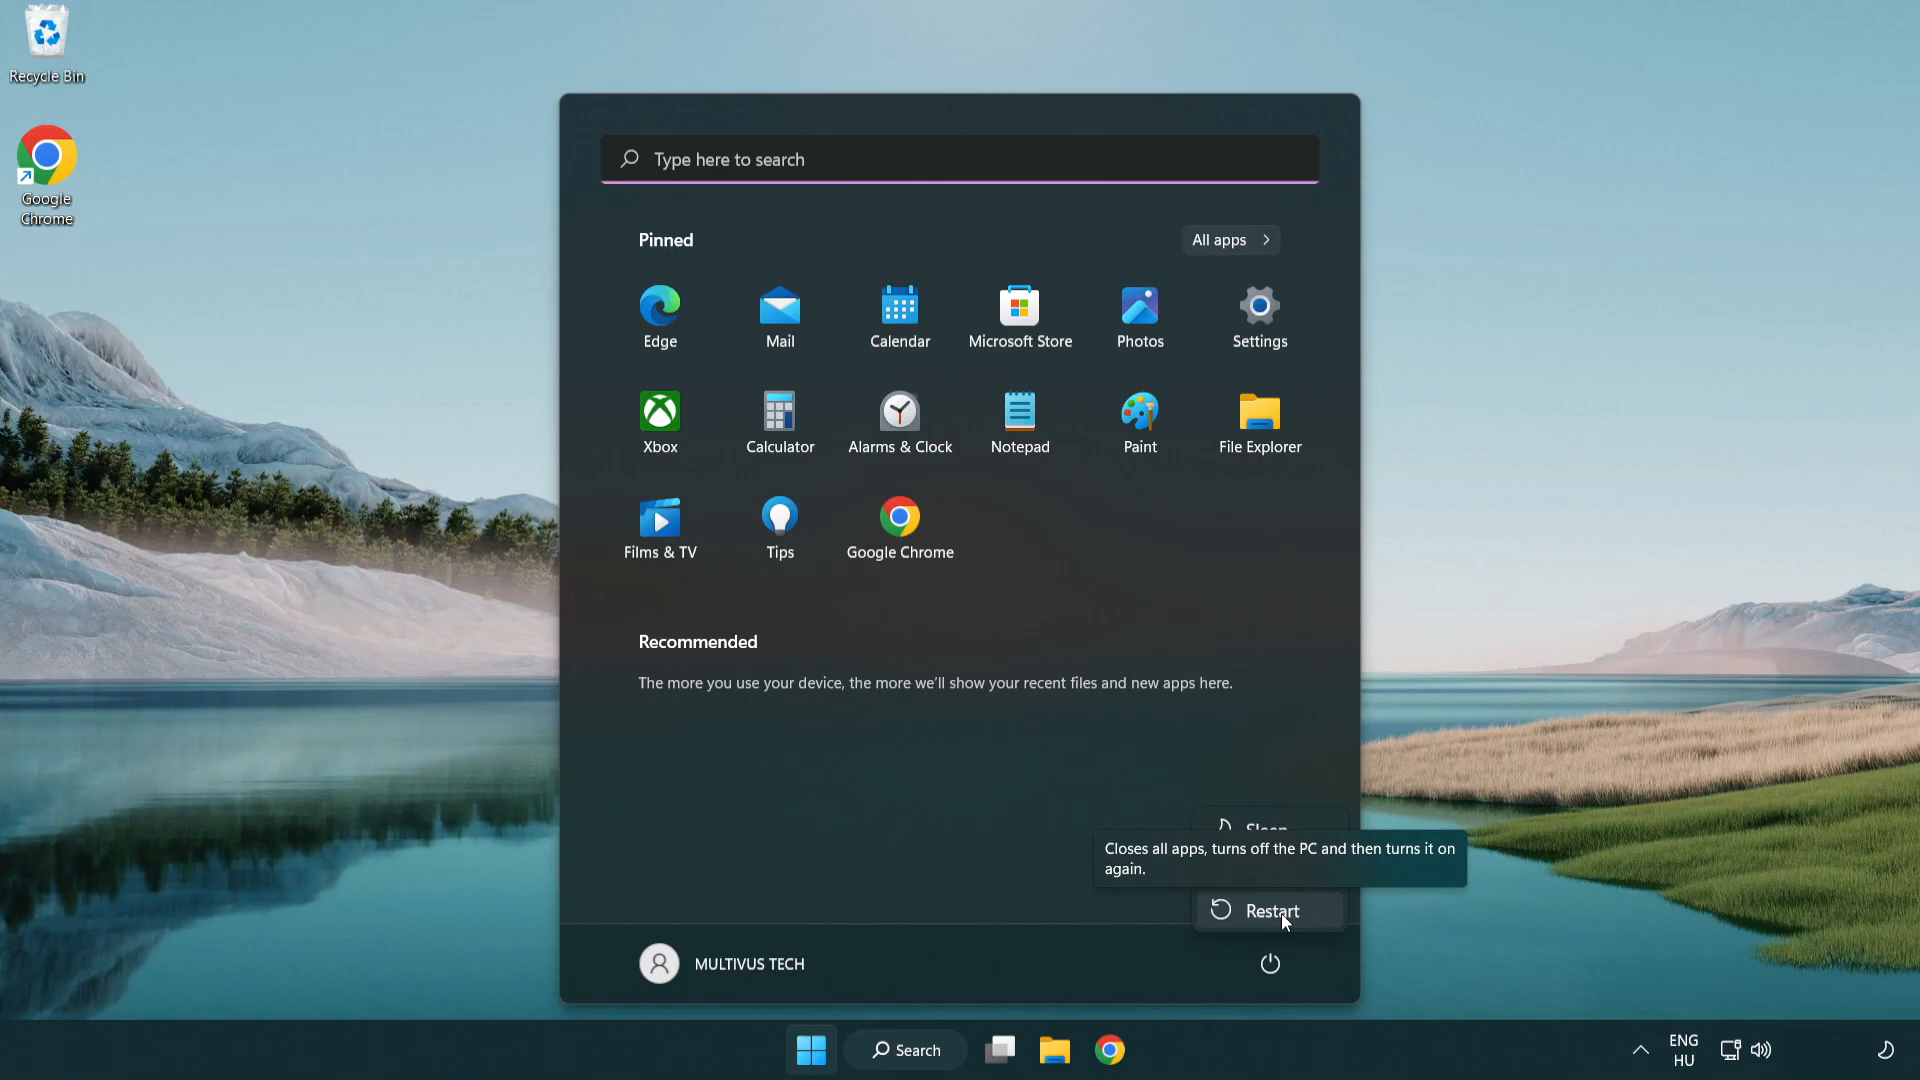 Recycle Bin
Google
Chrome
Type here to search
Pinned
All apps
Edge
Mail
Calendar
Microsoft Store
Photos
Settings
Xbox
Calculator
Alarms & Clock
Notepad
Paint
File Explorer
Films & TV
Tips
Google Chrome
Recommended
The more you use your device, the more we'll show your recent files and new apps here.
Sleep
Closes all apps, turns off the PC and then turns it on
again.
Restart
MULTIVUS TECH
Search
ENG
HU